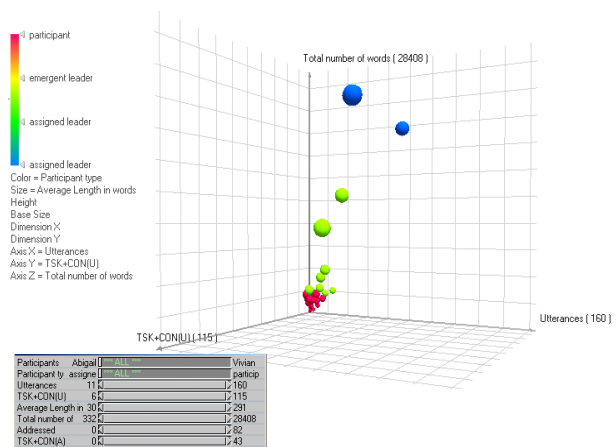 participant
emergent leader
assigned leader
assigned leader
Color = Participant type
Size = Average Length in words
Height
Base Size
Dimension X
Dimension Y
Axis X = Utterances
Axis Y = TSK+CON(U)
Axis Z = Total number of words
Total number of words ( 28408 )
Utterances ( 160 )
TSK+CON(U) ( 115 )
Participants Abigail *** ALL *** Vivian
Participant ty assigne *** ALL *** particip
Utterances 11 160
TSK+CON(U) 6 115
Average Length in 30 291
Total number of 332 28408
Addressed 0 82
TSK+CON(A) 0 43